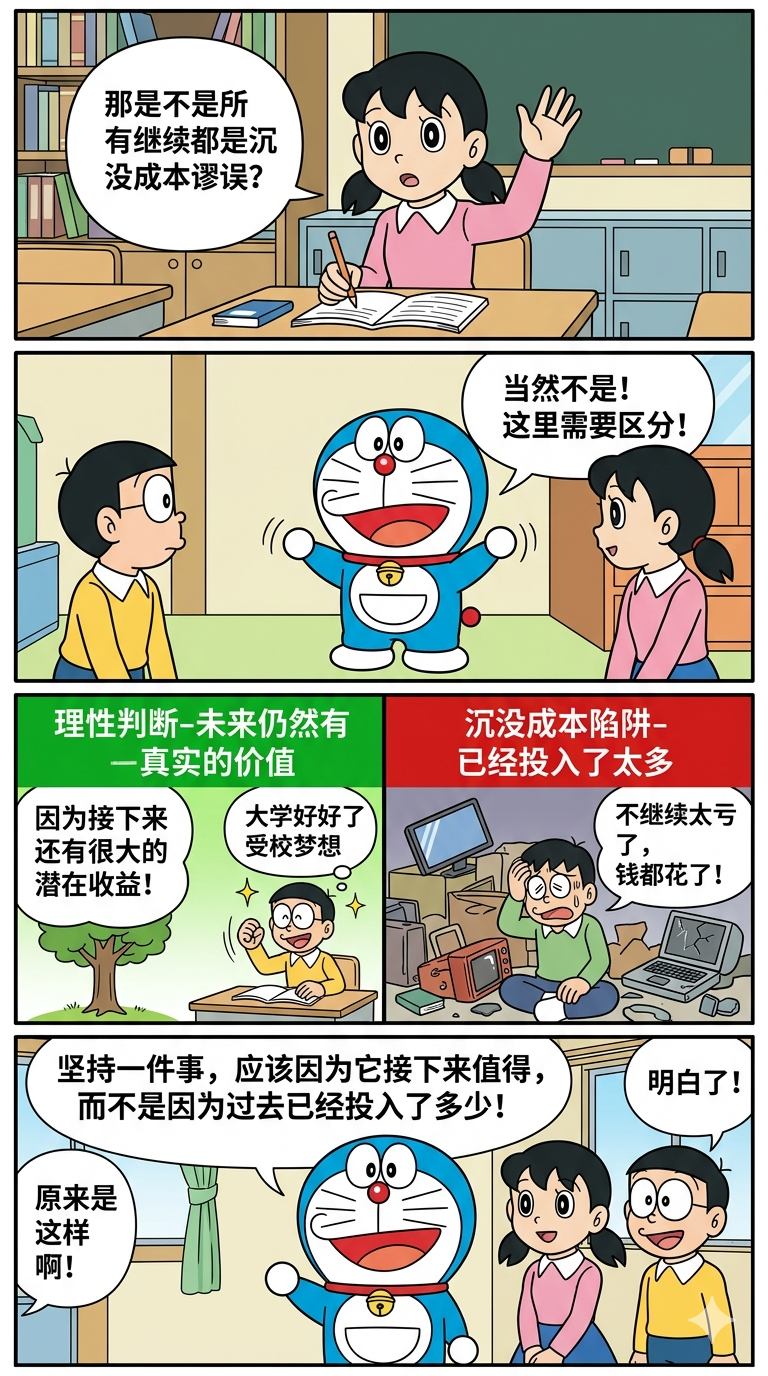 那是不是所
有继续都是沉
没成本谬误？
当然不是！
这里需要区分！
理性判断-未来仍然有
—真实的价值
沉没成本陷阱-
已经投入了太多
因为接下来
还有很大的
潜在收益！
大学好好了
受校梦想
不继续太亏
了，
钱都花了！
坚持一件事，应该因为它接下来值得，
而不是因为过去已经投入了多少！
明白了！
原来是
这样
啊！